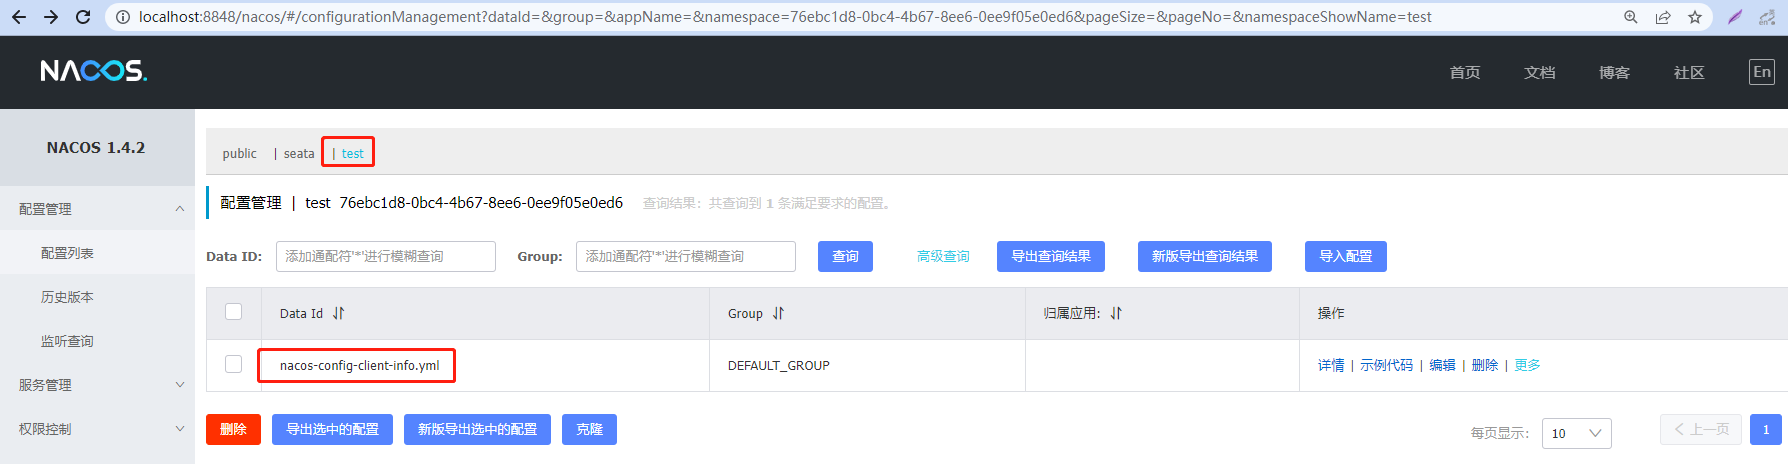 localhost:8848/nacos/#/configurationManagement?dataId=&group=&appName=&namespace=76ebc1d8-0bc4-4b67-8ee6-0ee9f05e0ed6&pageSize=&pageNo=&namespaceShowName=test
en
NACOS.
首页 文档 博客 社区 En
NACOS 1.4.2
配置管理
配置列表
历史版本
监听查询
服务管理
权限控制
public | seata | test
配置管理 | test 76ebc1d8-0bc4-4b67-8ee6-0ee9f05e0ed6 查询结果：共查询到 1 条满足要求的配置。
Data ID: 添加通配符'*'进行模糊查询 Group: 添加通配符'*'进行模糊查询 查询 高级查询 导出查询结果 新版导出查询结果 导入配置
Data Id Group 归属应用: 操作
nacos-config-client-info.yml DEFAULT_GROUP 详情 | 示例代码 | 编辑 | 删除 | 更多
删除 导出选中的配置 新版导出选中的配置 克隆
每页显示: 10 上一页 1